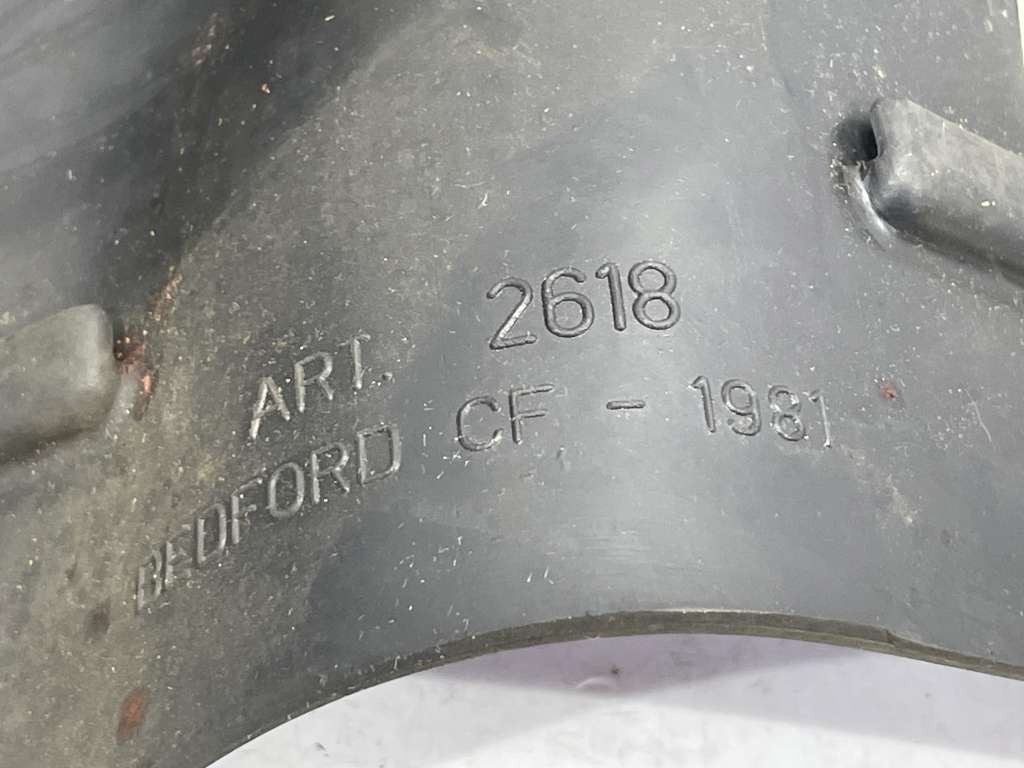 ART. 2618
BEDFORD CF - 1981